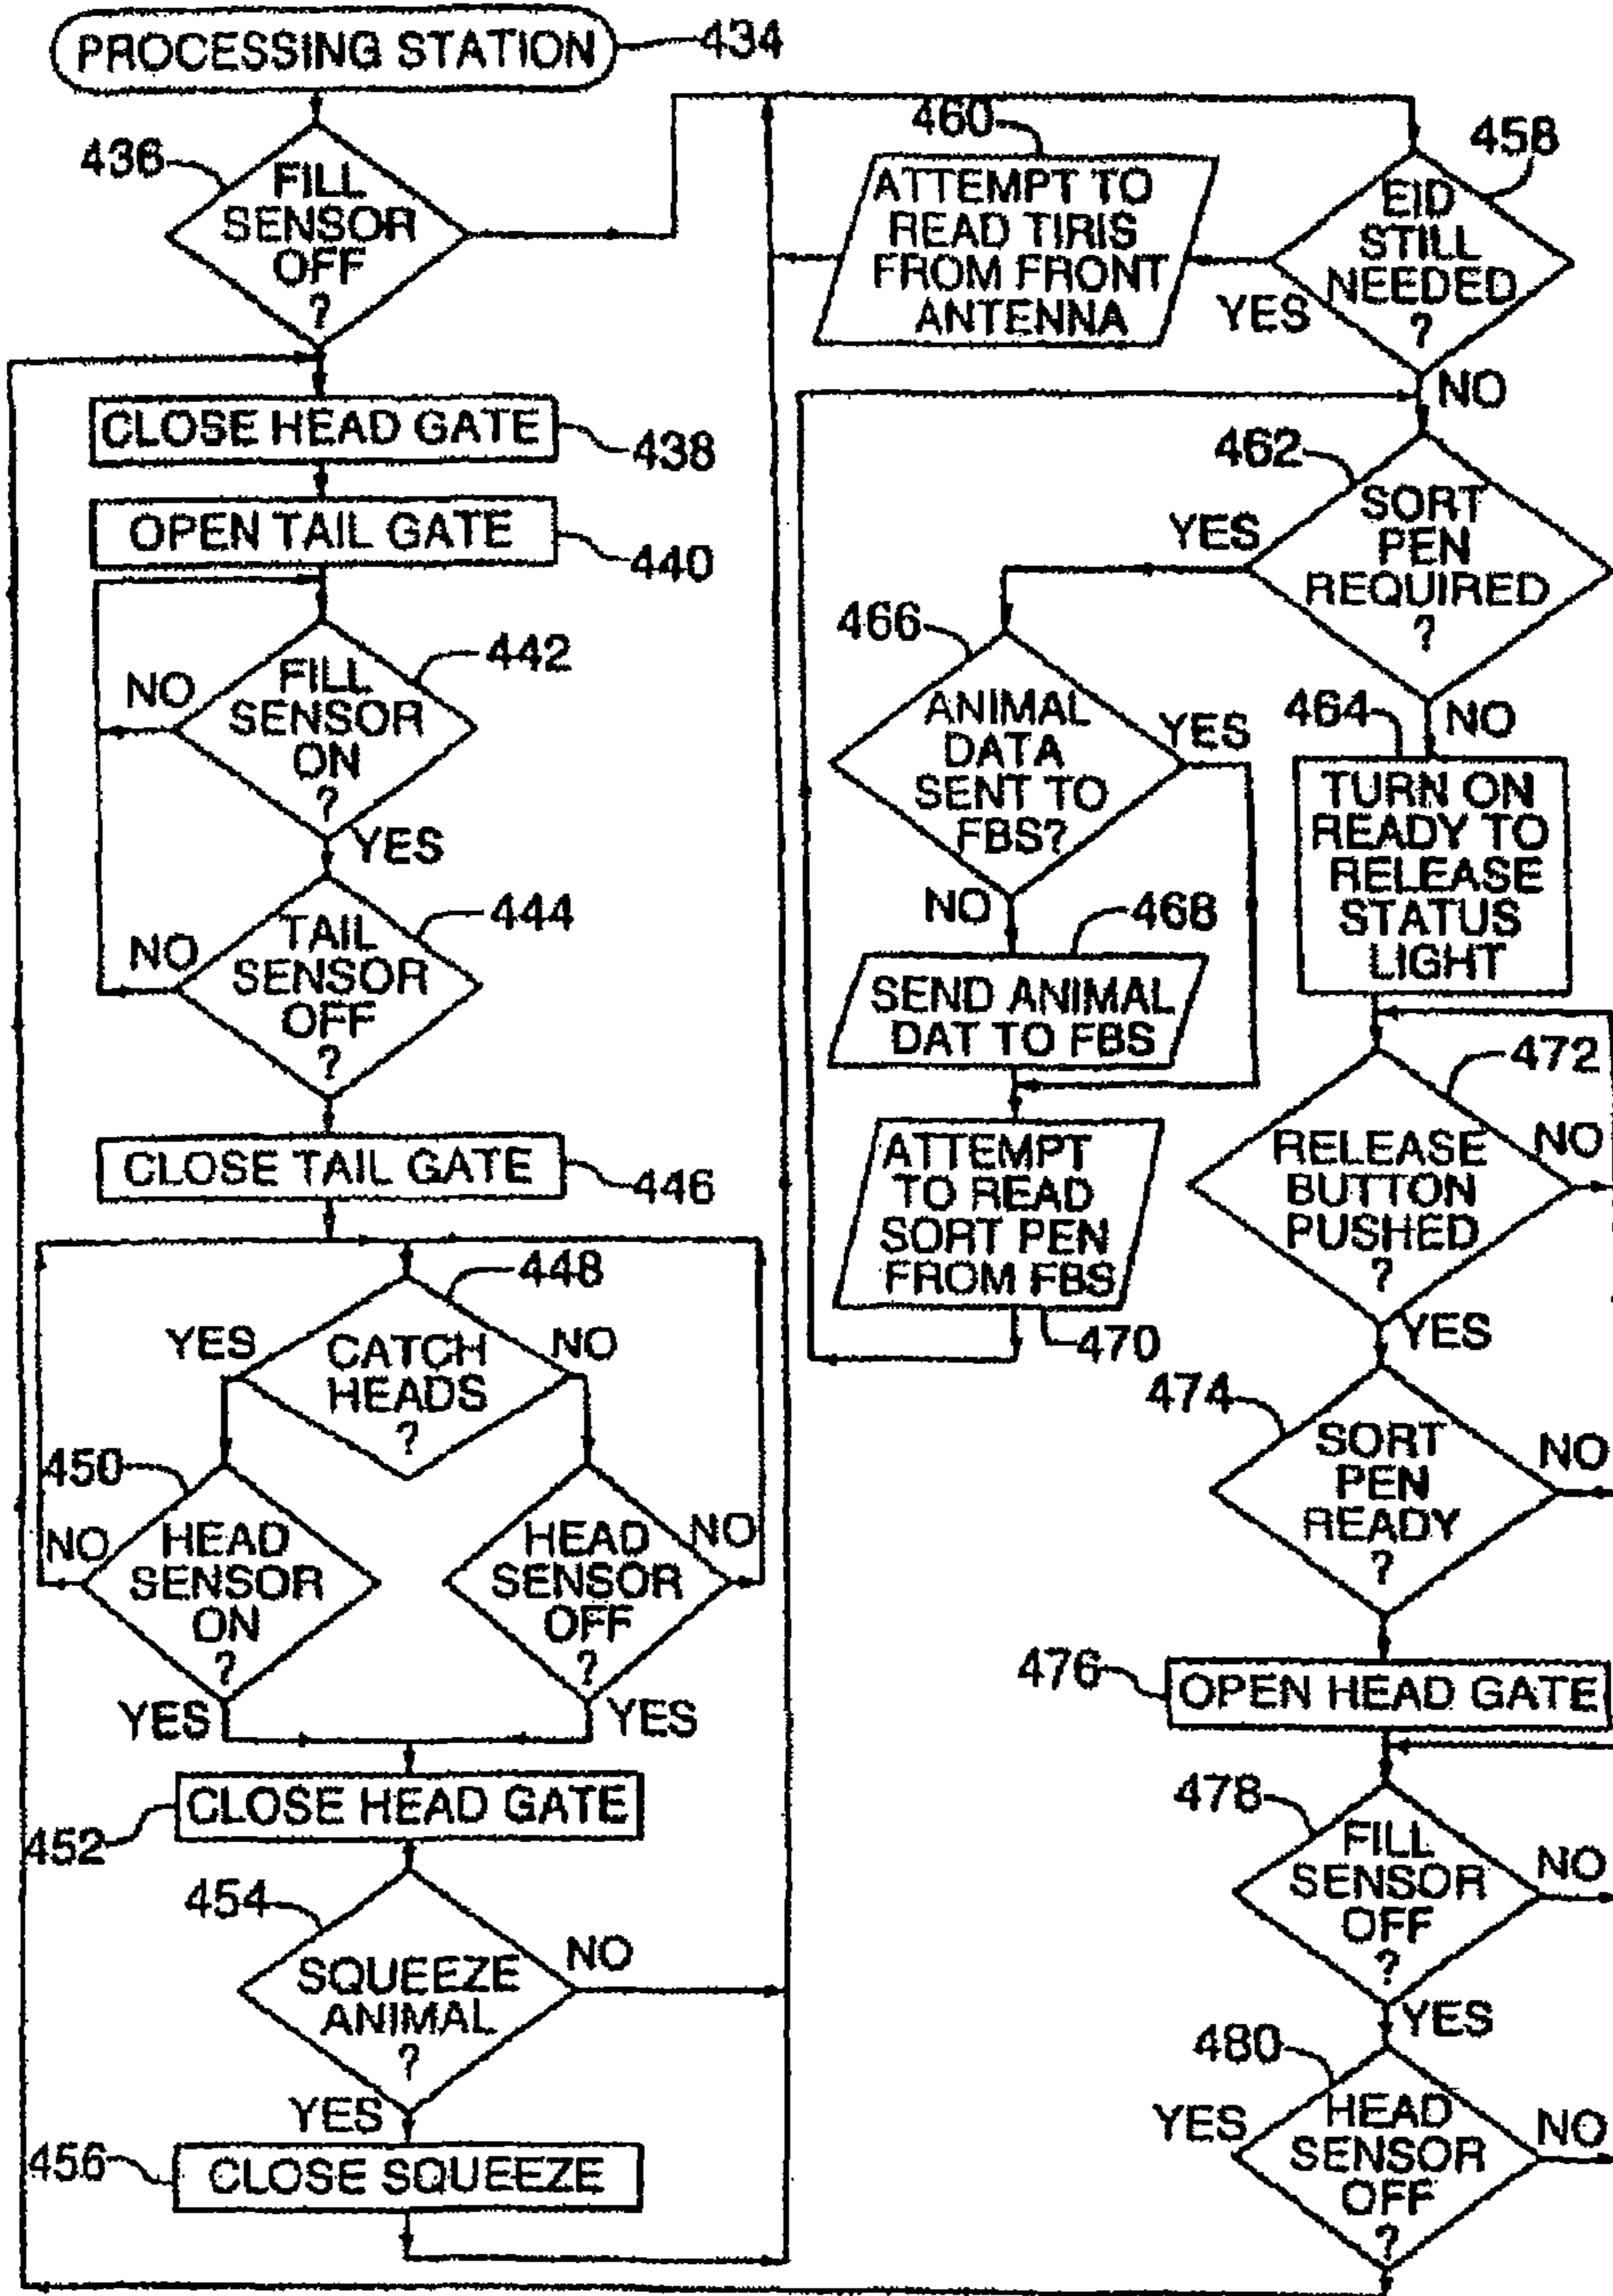 PROCESSING STATION
434
436
FILL
SENSOR
OFF
?
CLOSE HEAD GATE
438
OPEN TAIL GATE
440
442
NO
FILL
SENSOR
ON
?
YES
444
NO
TAIL
SENSOR
OFF
?
CLOSE TAIL GATE
446
448
YES
CATCH
HEADS
?
NO
450
NO
HEAD
SENSOR
ON
?
YES
HEAD
SENSOR
OFF
?
NO
YES
CLOSE HEAD GATE
452
454
SQUEEZE
ANIMAL
?
NO
YES
456
CLOSE SQUEEZE
460
ATTEMPT TO
READ TIRIS
FROM FRONT
ANTENNA
458
EID
STILL
NEEDED
?
YES
NO
462
YES
SORT
PEN
REQUIRED
?
NO
466
ANIMAL
DATA
SENT TO
FBS?
YES
NO
468
SEND ANIMAL
DAT TO FBS
ATTEMPT
TO READ
SORT PEN
FROM FBS
470
464
TURN ON
READY TO
RELEASE
STATUS
LIGHT
472
RELEASE
BUTTON
PUSHED
?
NO
YES
474
SORT
PEN
READY
?
NO
476
OPEN HEAD GATE
478
FILL
SENSOR
OFF
?
NO
YES
480
YES
HEAD
SENSOR
OFF
?
NO